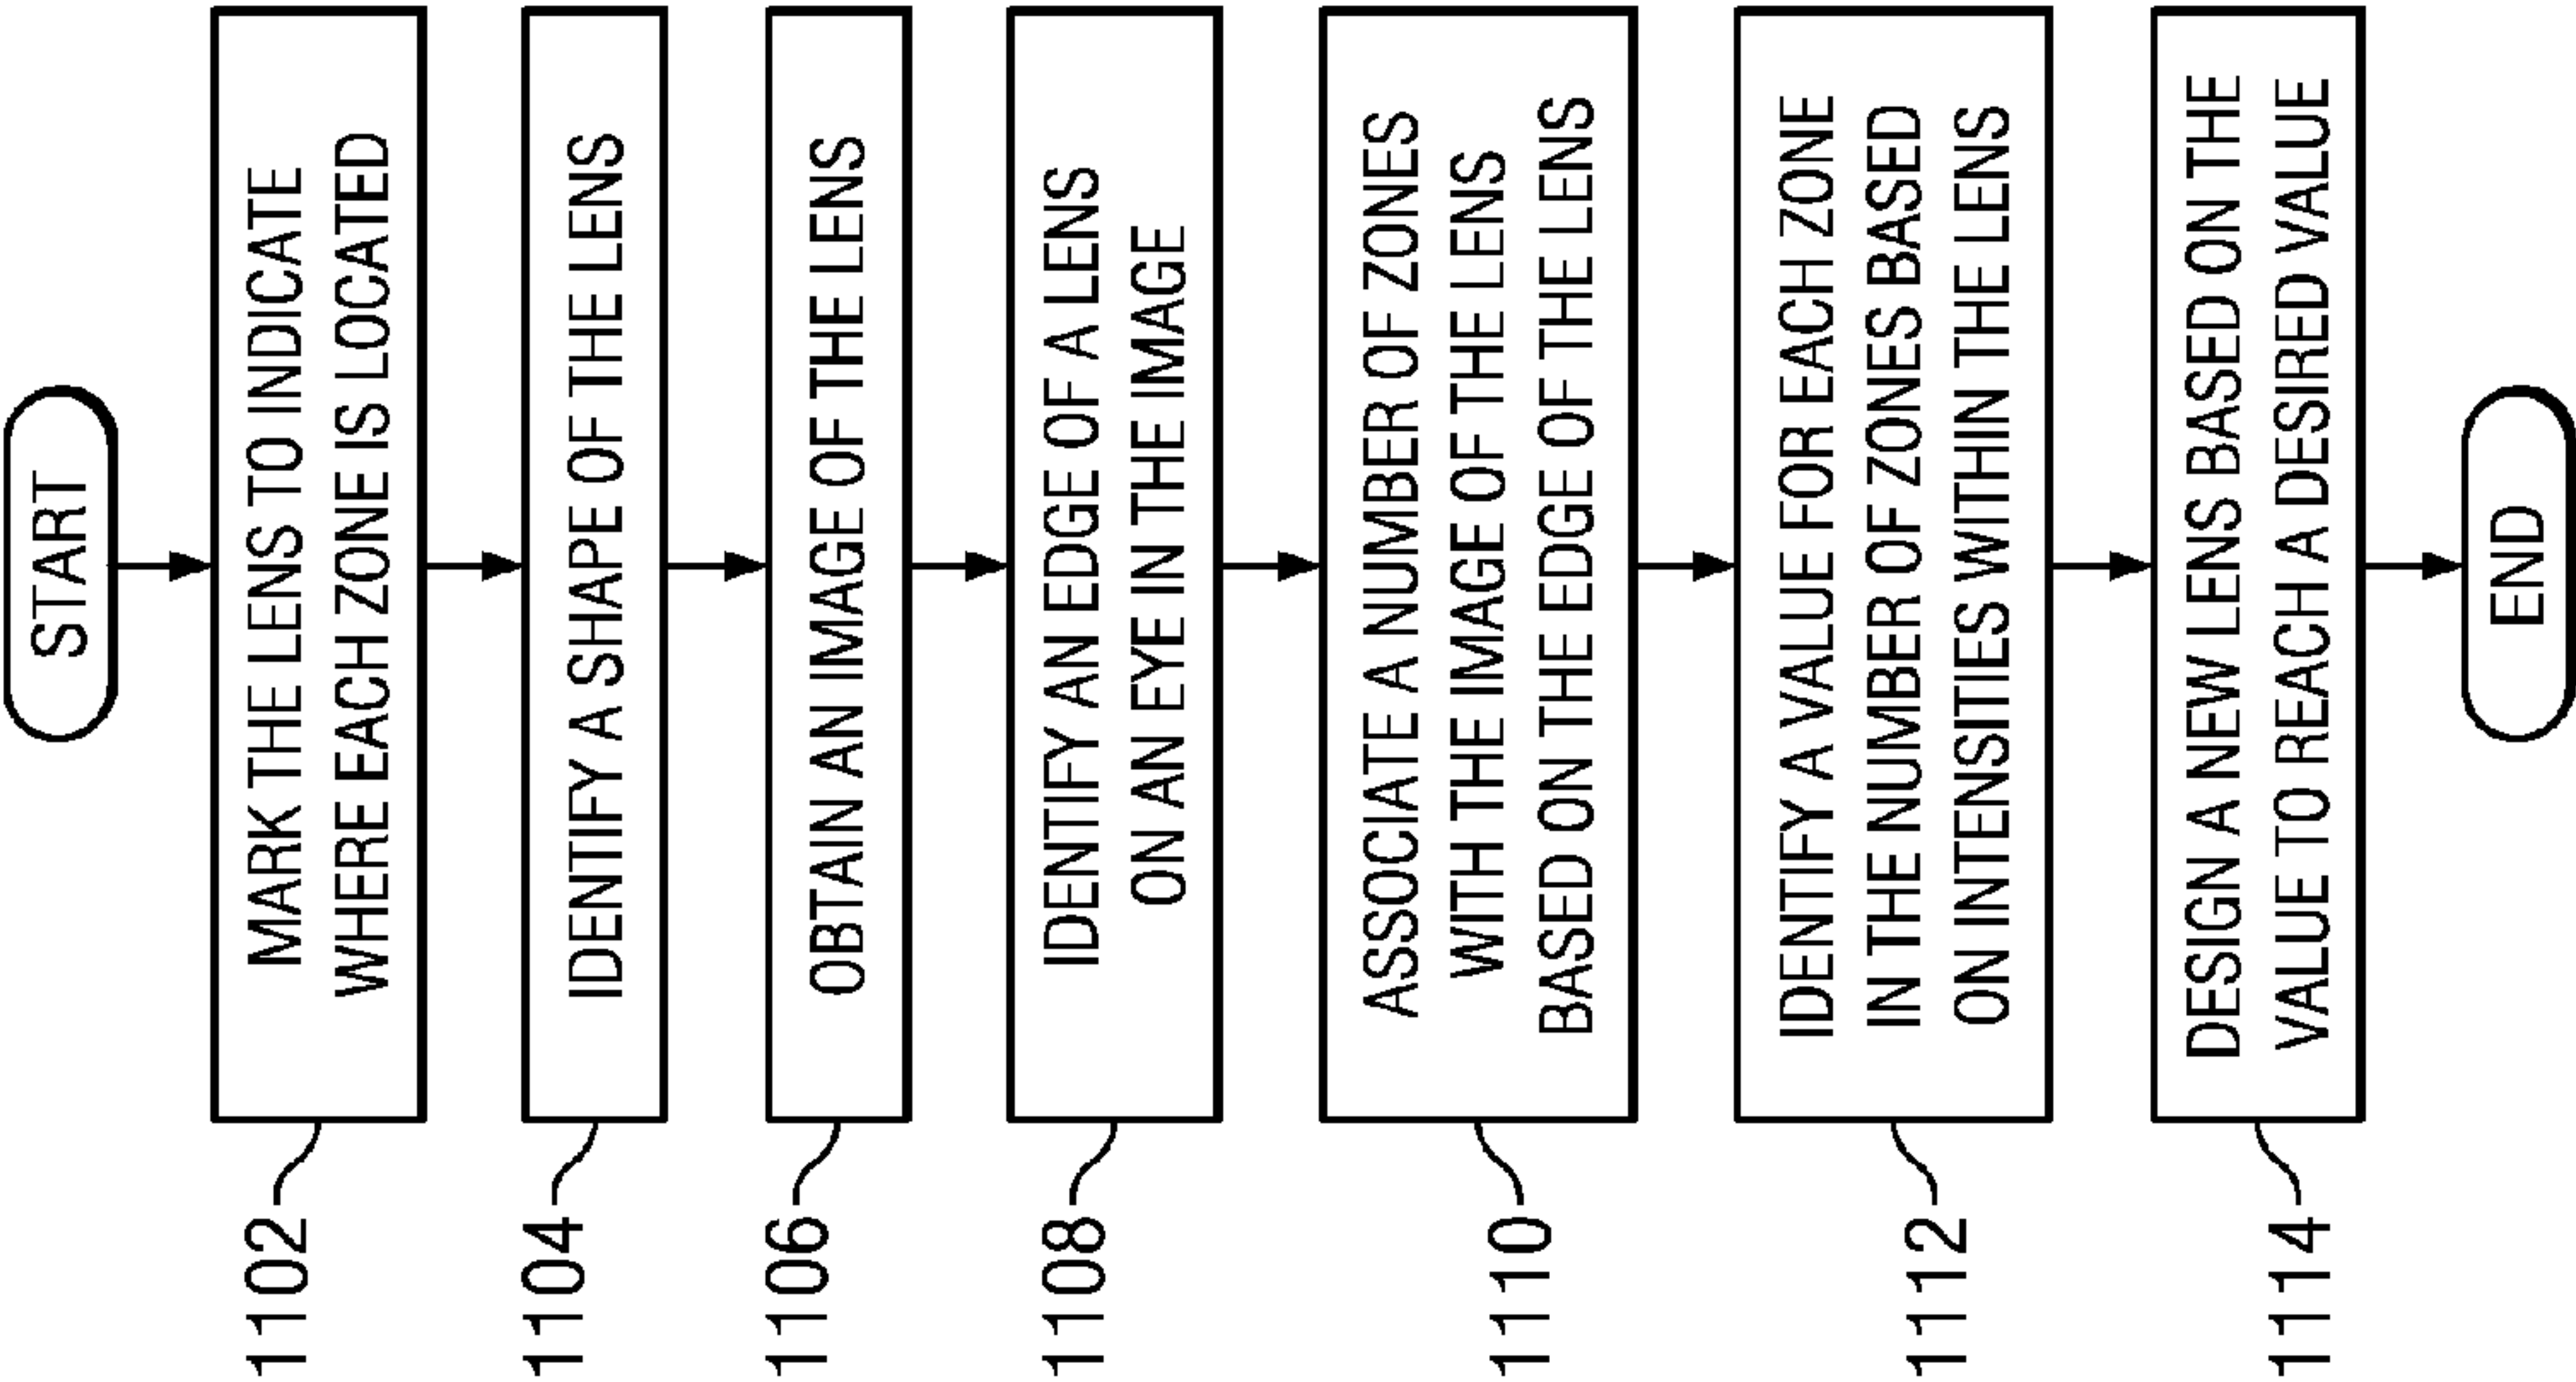 START
1102
MARK THE LENS TO INDICATE
WHERE EACH ZONE IS LOCATED
1104
IDENTIFY A SHAPE OF THE LENS
1106
OBTAIN AN IMAGE OF THE LENS
1108
IDENTIFY AN EDGE OF A LENS
ON AN EYE IN THE IMAGE
1110
ASSOCIATE A NUMBER OF ZONES
WITH THE IMAGE OF THE LENS
BASED ON THE EDGE OF THE LENS
1112
IDENTIFY A VALUE FOR EACH ZONE
IN THE NUMBER OF ZONES BASED
ON INTENSITIES WITHIN THE LENS
1114
DESIGN A NEW LENS BASED ON THE
VALUE TO REACH A DESIRED VALUE
END